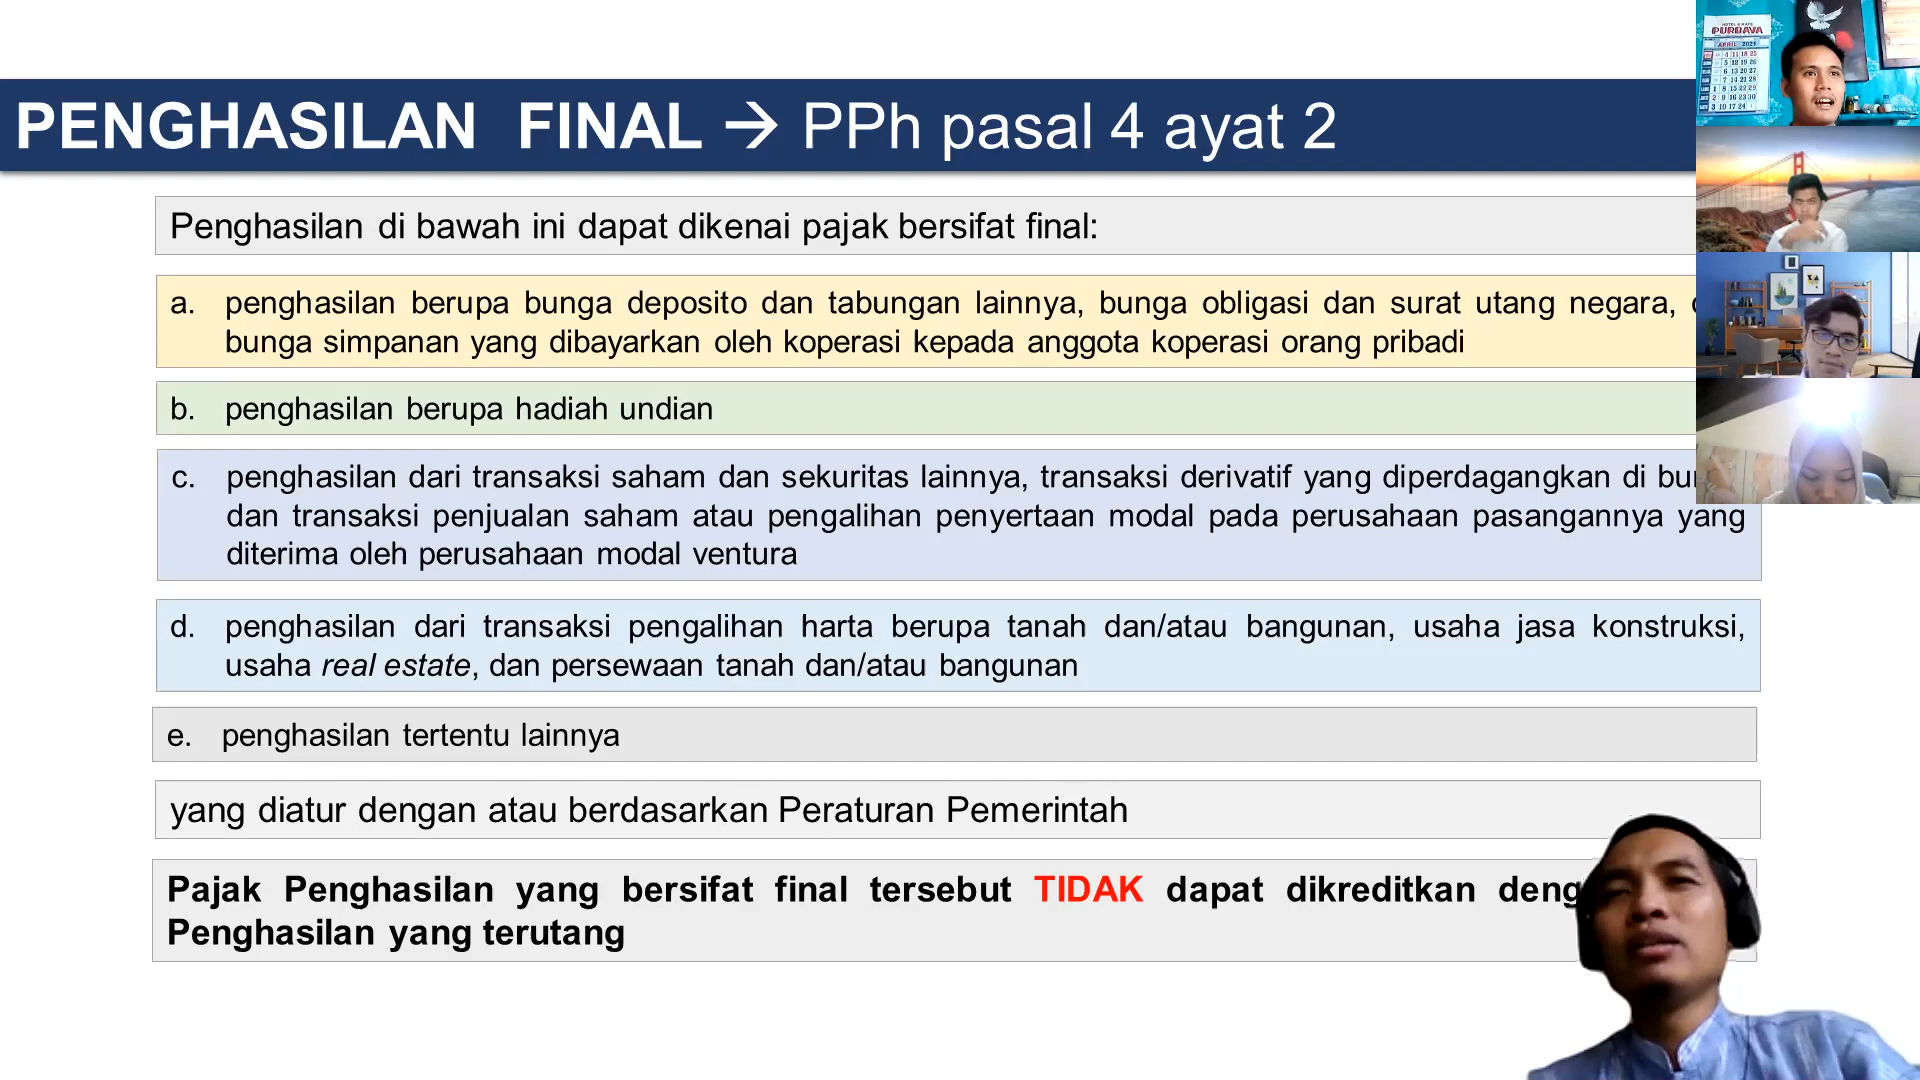 PENGHASILAN FINAL → PPh pasal 4 ayat 2
Penghasilan di bawah ini dapat dikenai pajak bersifat final:
a. penghasilan berupa bunga deposito dan tabungan lainnya, bunga obligasi dan surat utang negara,
bunga simpanan yang dibayarkan oleh koperasi kepada anggota koperasi orang pribadi
b. penghasilan berupa hadiah undian
c. penghasilan dari transaksi saham dan sekuritas lainnya, transaksi derivatif yang diperdagangkan di
dan transaksi penjualan saham atau pengalihan penyertaan modal pada perusahaan pasangannya yang
diterima oleh perusahaan modal ventura
d. penghasilan dari transaksi pengalihan harta berupa tanah dan/atau bangunan, usaha jasa konstruksi,
usaha real estate, dan persewaan tanah dan/atau bangunan
e. penghasilan tertentu lainnya
yang diatur dengan atau berdasarkan Peraturan Pemerintah
Pajak Penghasilan yang bersifat final tersebut TIDAK dapat dikreditkan
Penghasilan yang terutang
PURBAYA
APRIL 2021